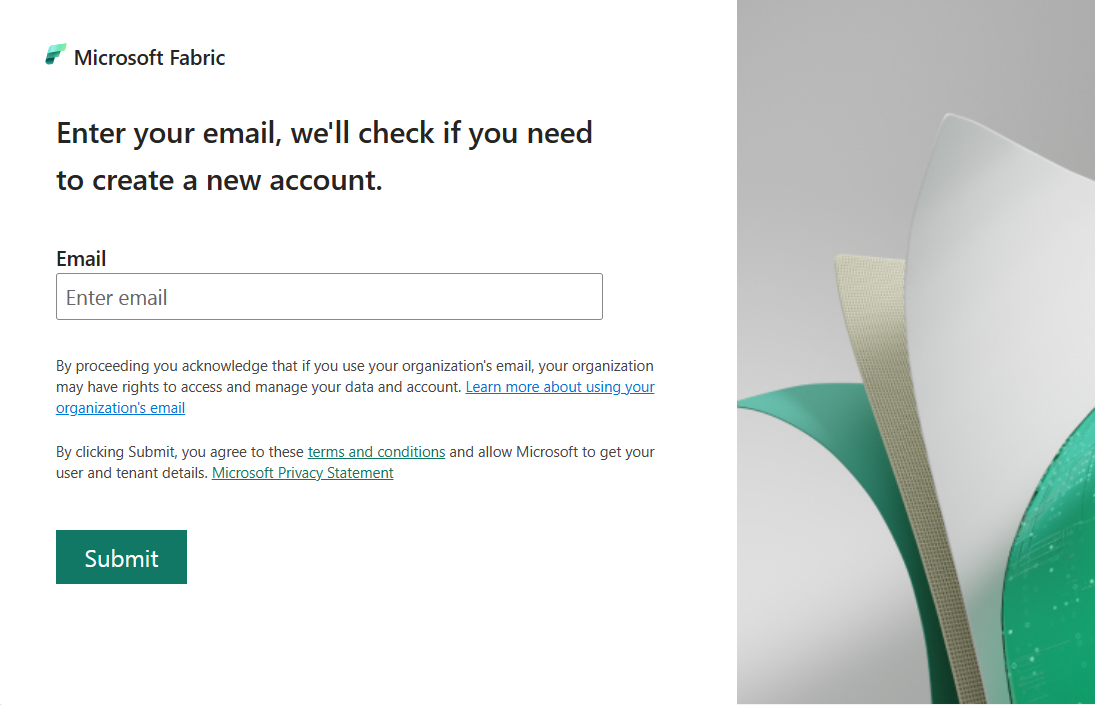 Microsoft Fabric
Enter your email, we'll check if you need
to create a new account.
Email
Enter email
By proceeding you acknowledge that if you use your organization's email, your organization
may have rights to access and manage your data and account. Learn more about using your
organization's email
By clicking Submit, you agree to these terms and conditions and allow Microsoft to get your
user and tenant details. Microsoft Privacy Statement
Submit